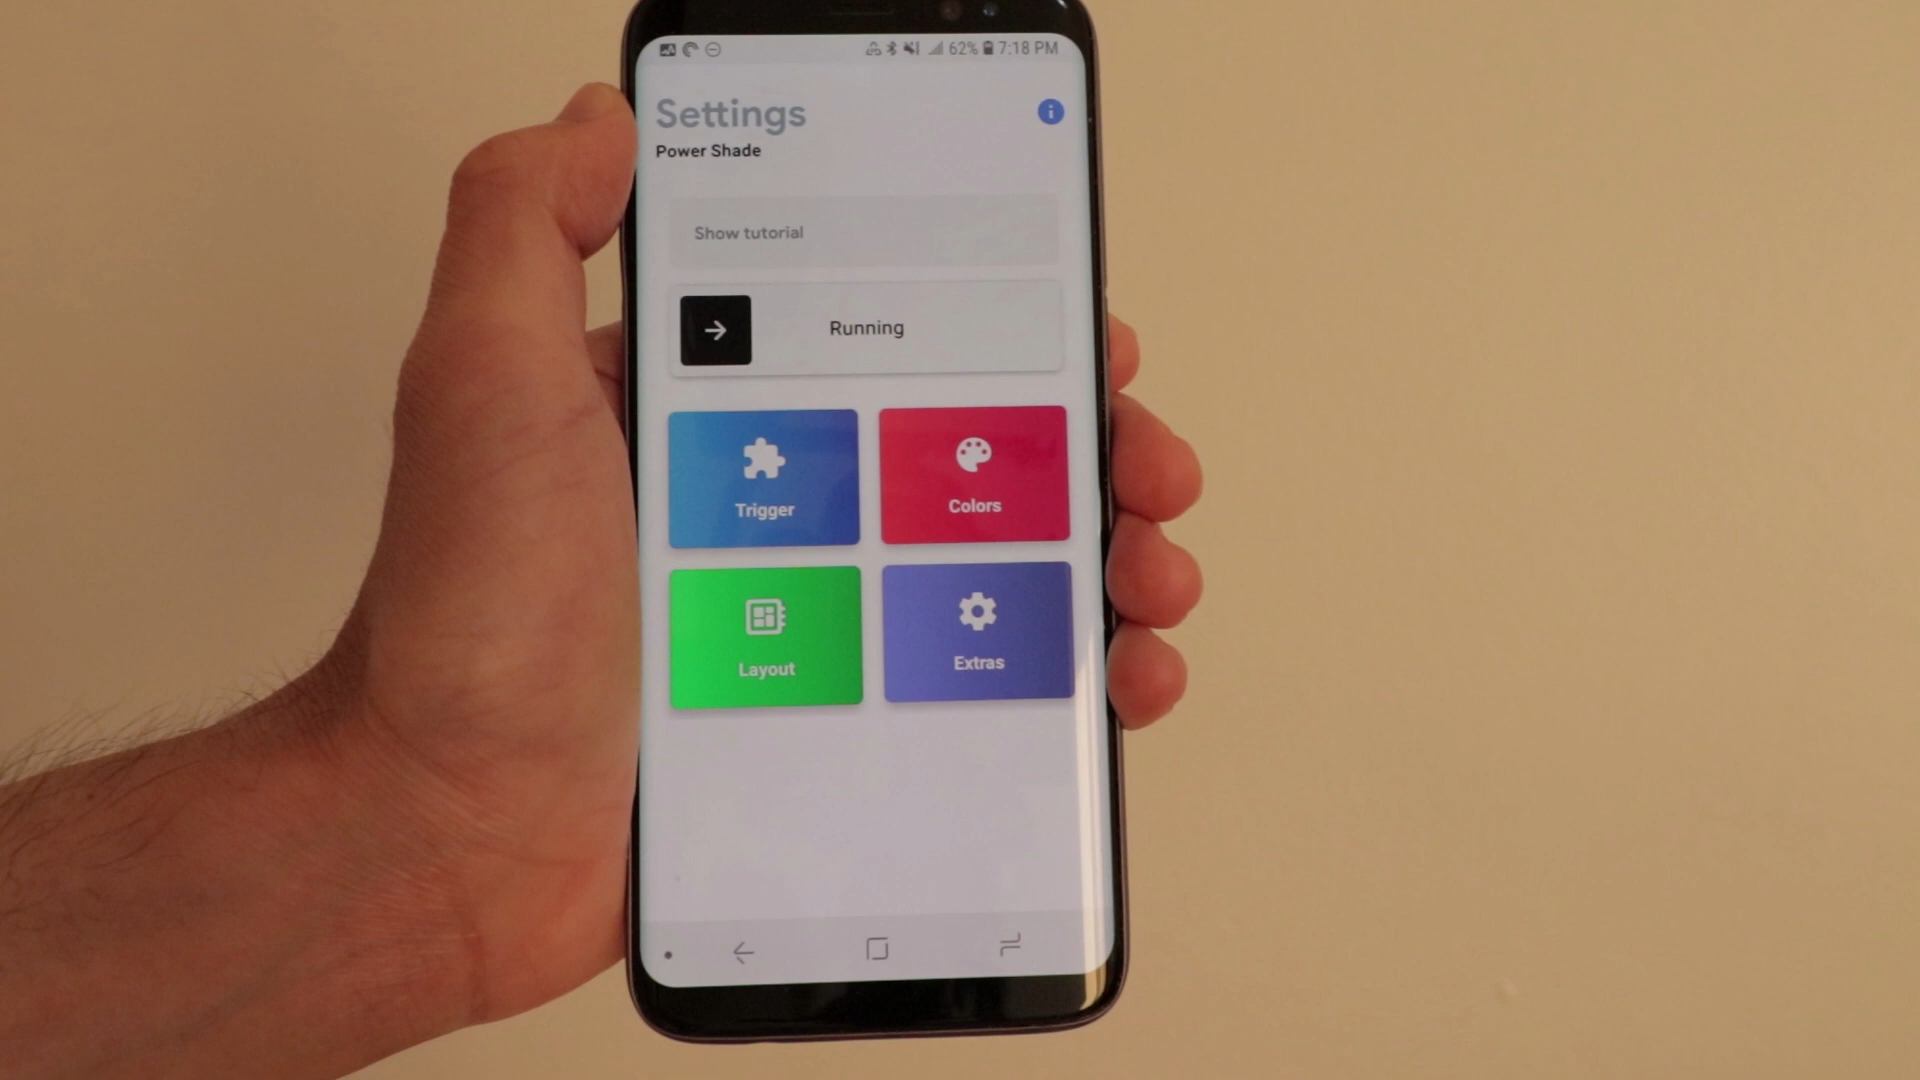 62% 7:18 PM
Settings
Power Shade
Show tutorial
Running
Trigger
Colors
Layout
Extras